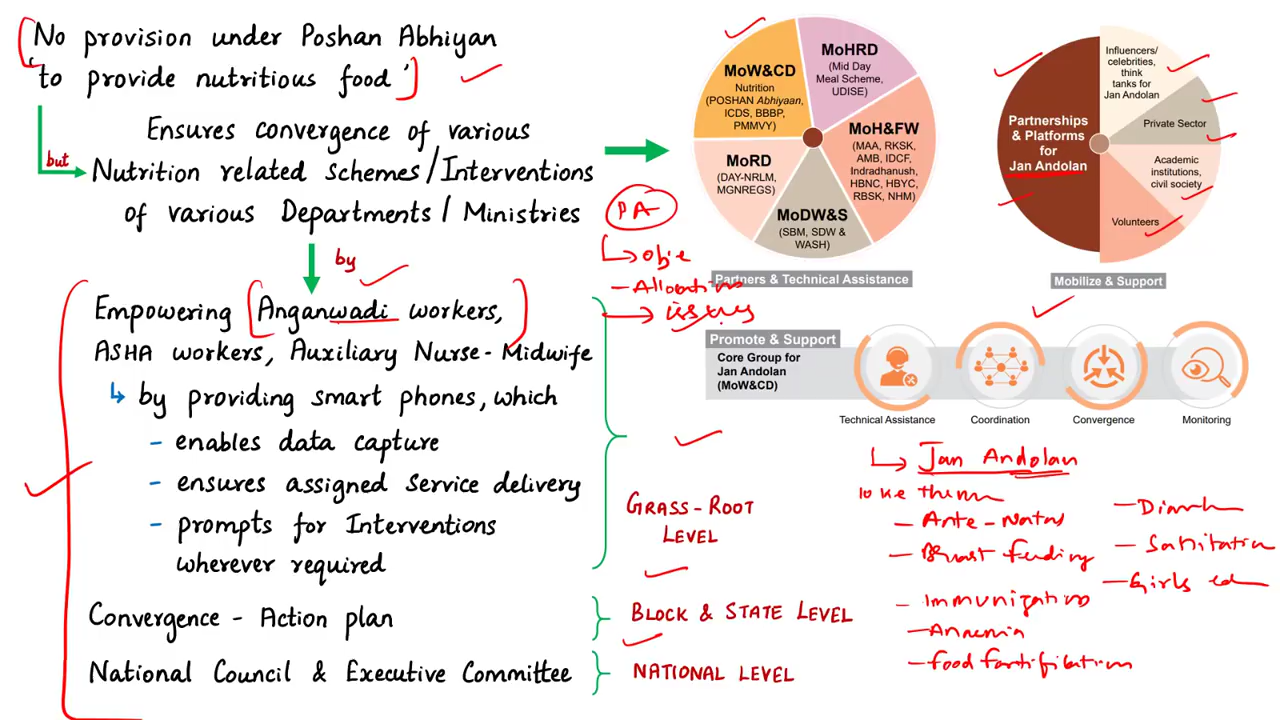 No provision under Poshan Abhiyan
'to provide nutritious food'
but
Ensures convergence of various
Nutrition related schemes/Interventions
of various Departments/Ministries
by
Empowering Anganwadi workers,
ASHA workers, Auxiliary Nurse-Midwife
↳ by providing smart phones, which
- enables data capture
- ensures assigned service delivery
- prompts for Interventions
wherever required
GRASS-ROOT
LEVEL
Convergence - Action plan
BLOCK & STATE LEVEL
National Council & Executive Committee
NATIONAL LEVEL
PA
→ Obje
- Allocation
→ issues
MoW&CD
Nutrition
(POSHAN Abhiyaan,
ICDS, BBBP,
PMMVY)
MoHRD
(Mid Day
Meal Scheme,
UDISE)
MoH&FW
(MAA, RKSK,
AMB, IDCF,
Indradhanush,
HBNC, HBYC,
RBSK, NHM)
MoRD
(DAY-NRLM,
MGNREGS)
MoDW&S
(SBM, SDW &
WASH)
Partners & Technical Assistance
Partnerships
& Platforms
for
Jan Andolan
Influencers/
celebrities,
think
tanks for
Jan Andolan
Private Sector
Academic
institutions,
civil society
Volunteers
Mobilize & Support
Promote & Support
Core Group for
Jan Andolan
(MoW&CD)
Technical Assistance
Coordination
Convergence
Monitoring
↳ Jan Andolan
10 key
- Ante-Natal
- Breast feeding
- Immunization
- Anaemia
- food fortification
- Sanitation
- Girls